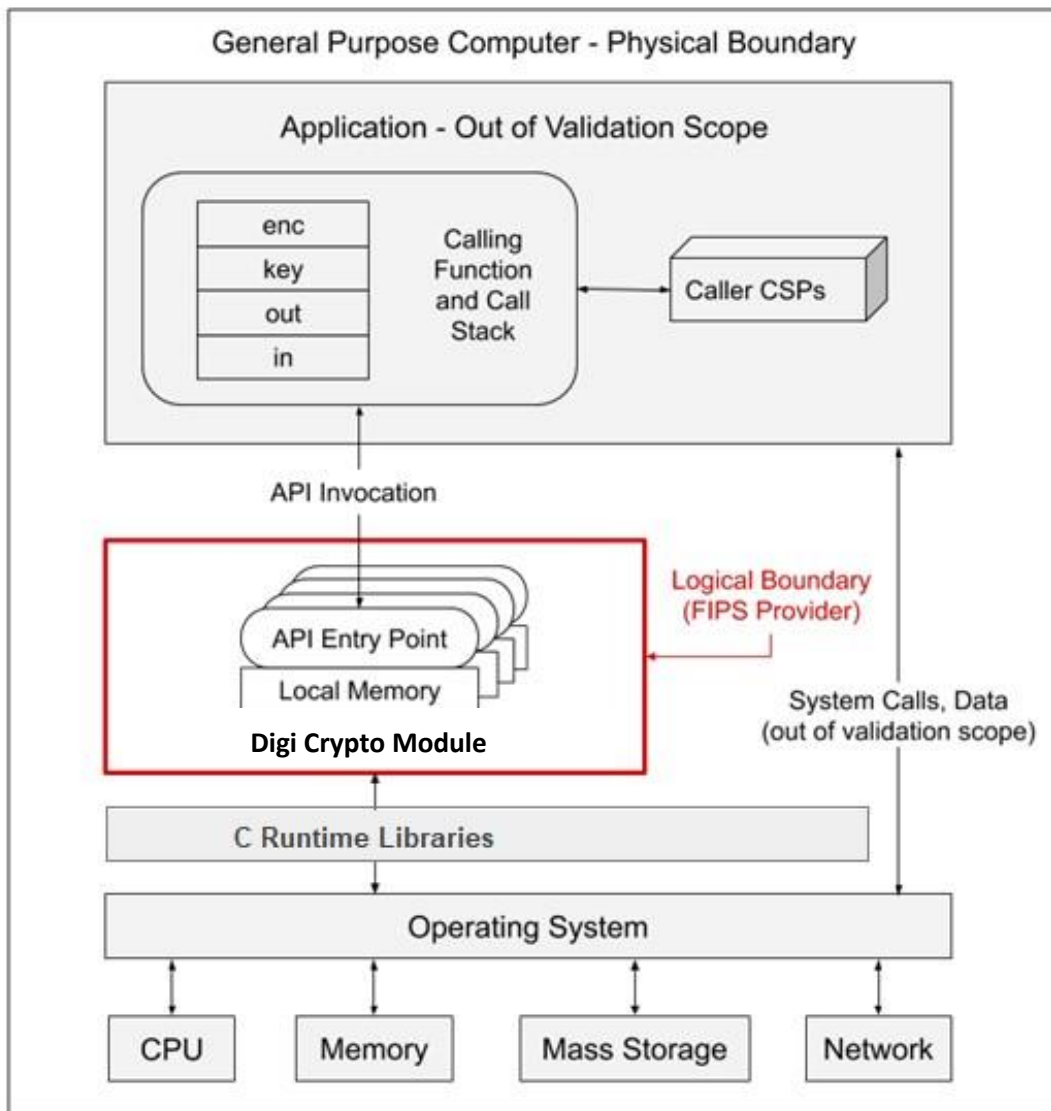 General Purpose Computer - Physical Boundary
Application - Out of Validation Scope
enc
key
out
in
Calling
Function
and Call
Stack
Caller CSPs
API Invocation
API Entry Point
Local Memory
Digi Crypto Module
Logical Boundary
(FIPS Provider)
System Calls, Data
(out of validation scope)
C Runtime Libraries
Operating System
CPU
Memory
Mass Storage
Network